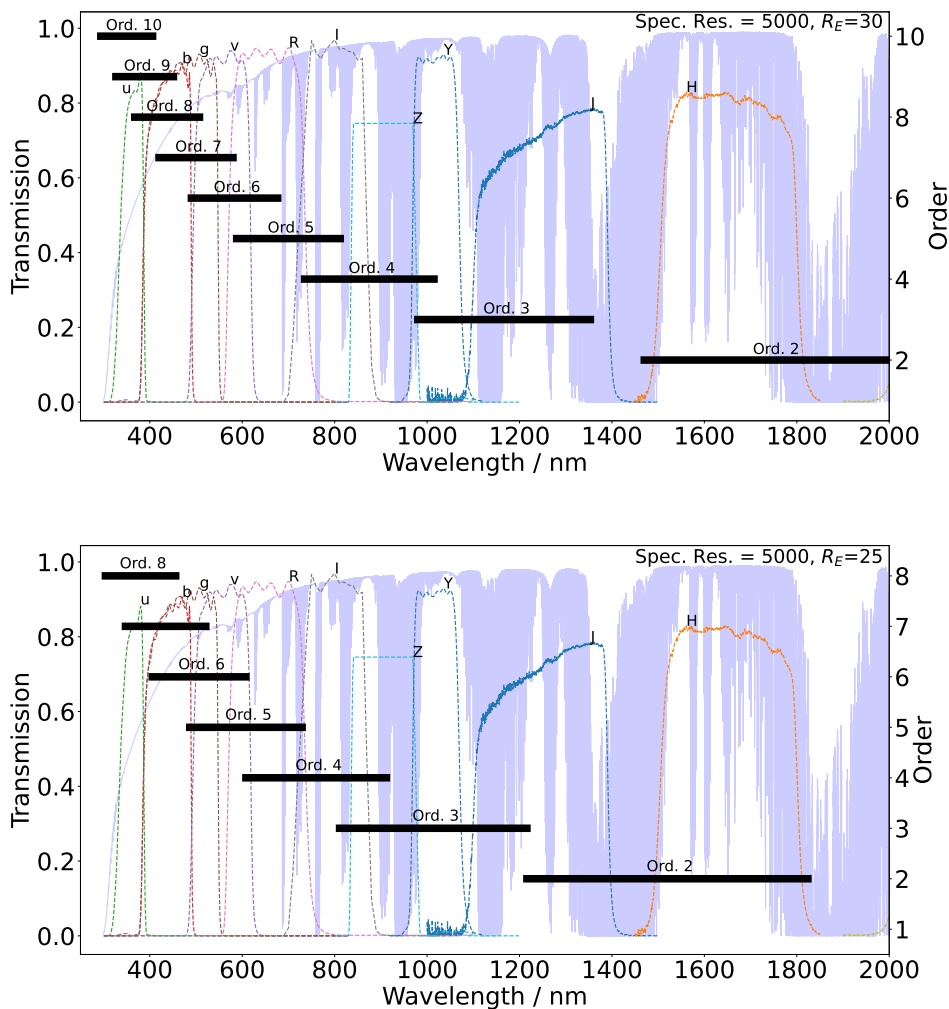 Spec. Res. = 5000, R_E=30
Ord. 10
Ord. 9
Ord. 8
Ord. 7
Ord. 6
Ord. 5
Ord. 4
Ord. 3
Ord. 2
u b g v R I Z Y J H
1.0
0.8
0.6
0.4
0.2
0.0
Transmission
10
8
6
4
2
Order
400 600 800 1000 1200 1400 1600 1800 2000
Wavelength / nm
Spec. Res. = 5000, R_E=25
Ord. 8
Ord. 6
Ord. 5
Ord. 4
Ord. 3
Ord. 2
u b g v R I Z Y J H
1.0
0.8
0.6
0.4
0.2
0.0
Transmission
8
7
6
5
4
3
2
1
Order
400 600 800 1000 1200 1400 1600 1800 2000
Wavelength / nm